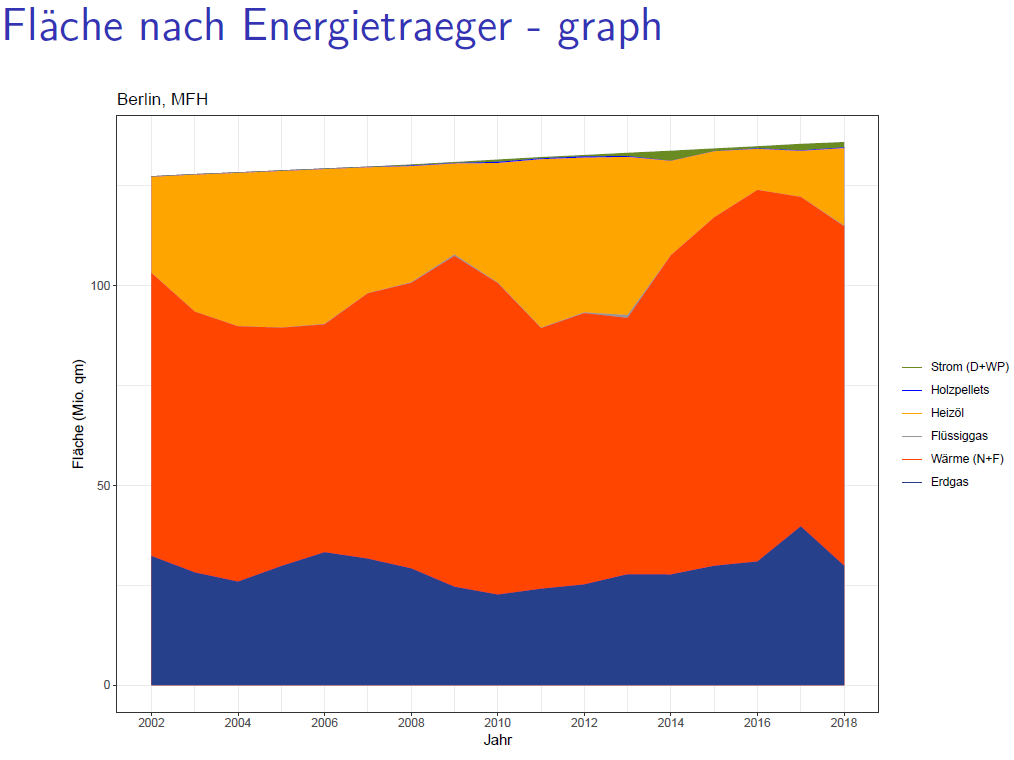 Fläche nach Energietraeger - graph
Berlin, MFH
Fläche (Mio. qm)
100
50
0
2002 2004 2006 2008 2010 2012 2014 2016 2018
Jahr
Strom (D+WP)
Holzpellets
Heizöl
Flüssiggas
Wärme (N+F)
Erdgas